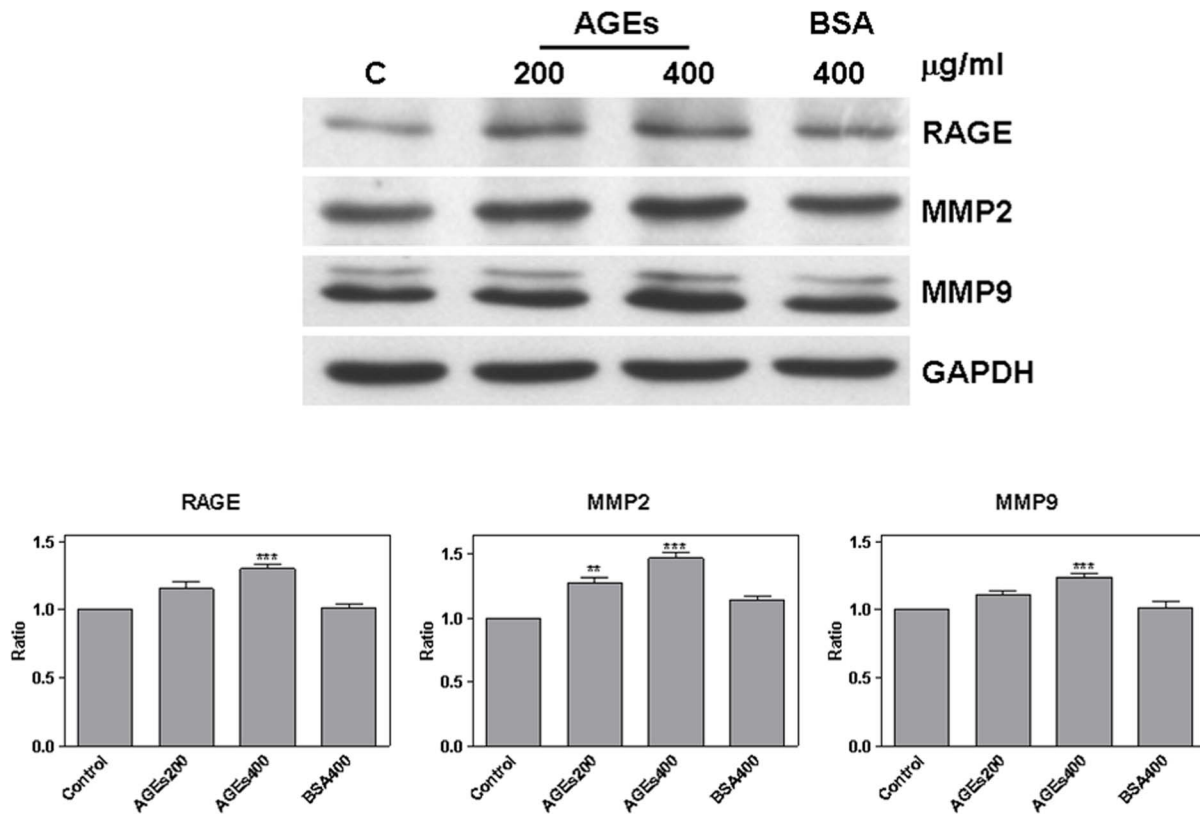 AGEs BSA
C 200 400 400 μg/ml
RAGE
MMP2
MMP9
GAPDH
RAGE
1.5
***
1.0
0.5
0.0
Ratio
Control AGEs200 AGEs400 BSA400
MMP2
1.5
**
***
1.0
0.5
0.0
Ratio
Control AGEs200 AGEs400 BSA400
MMP9
1.5
***
1.0
0.5
0.0
Ratio
Control AGEs200 AGEs400 BSA400